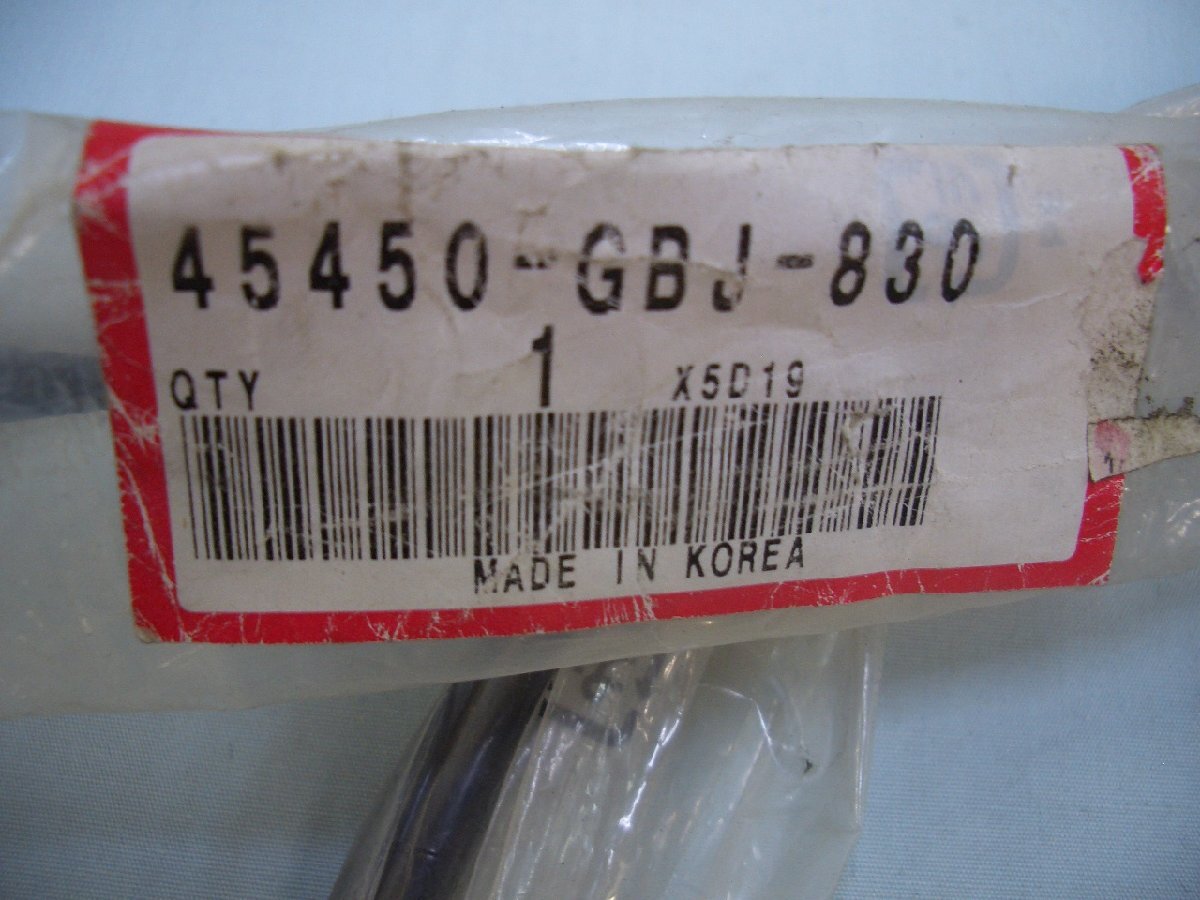 45450-GBJ-830
QTY 1 X5D19
MADE IN KOREA